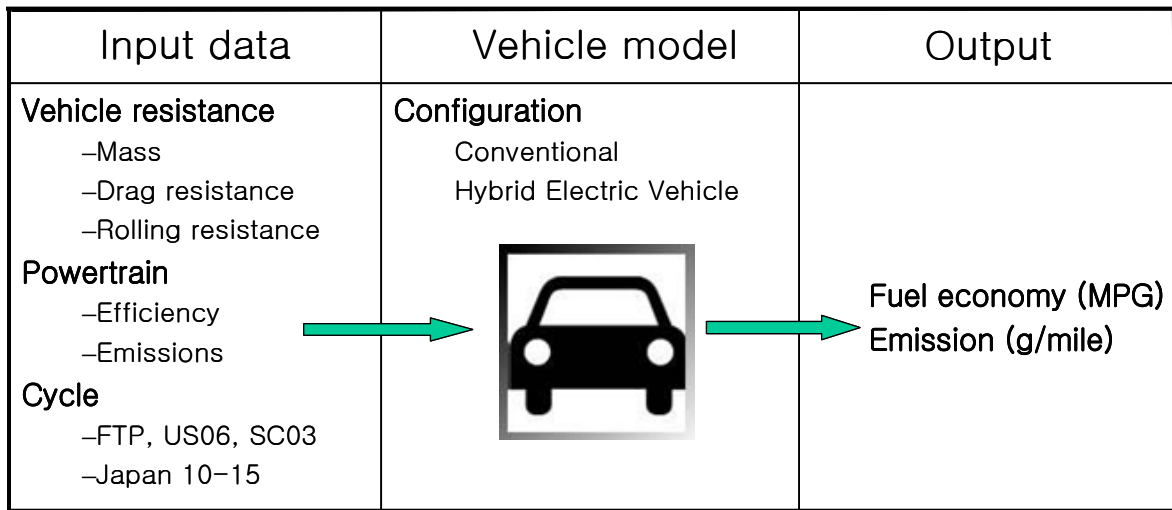 Input data
Vehicle model
Output
Vehicle resistance
–Mass
–Drag resistance
–Rolling resistance
Powertrain
–Efficiency
–Emissions
Cycle
–FTP, US06, SC03
–Japan 10-15
Configuration
Conventional
Hybrid Electric Vehicle
Fuel economy (MPG)
Emission (g/mile)